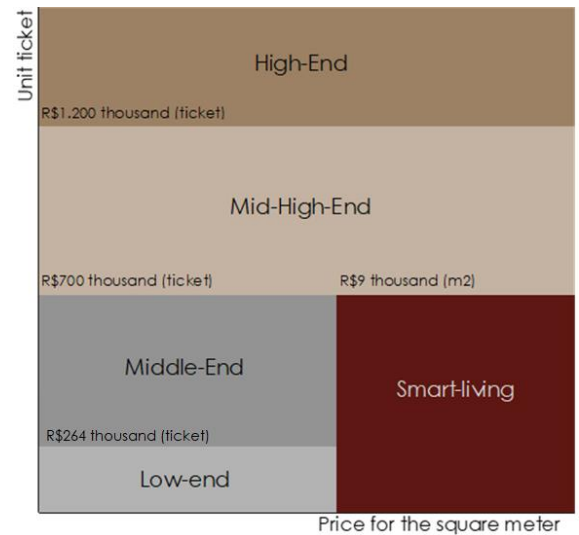 Unit ticket
High-End
R$1.200 thousand (ticket)
Mid-High-End
R$700 thousand (ticket)
R$9 thousand (m2)
Middle-End
Smart-living
R$264 thousand (ticket)
Low-end
Price for the square meter